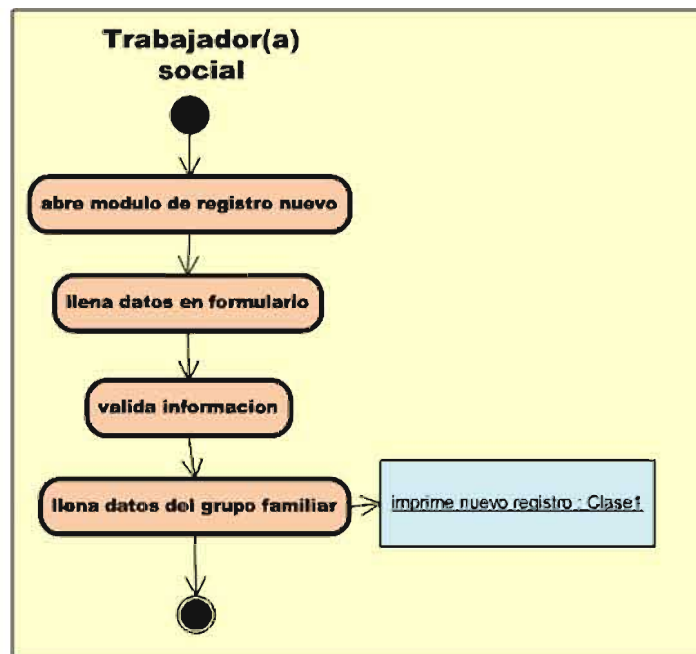 Trabajador(a)
social
abre modulo de registro nuevo
llena datos en formulario
valida informacion
llena datos del grupo familiar
imprime nuevo registro : Clase1